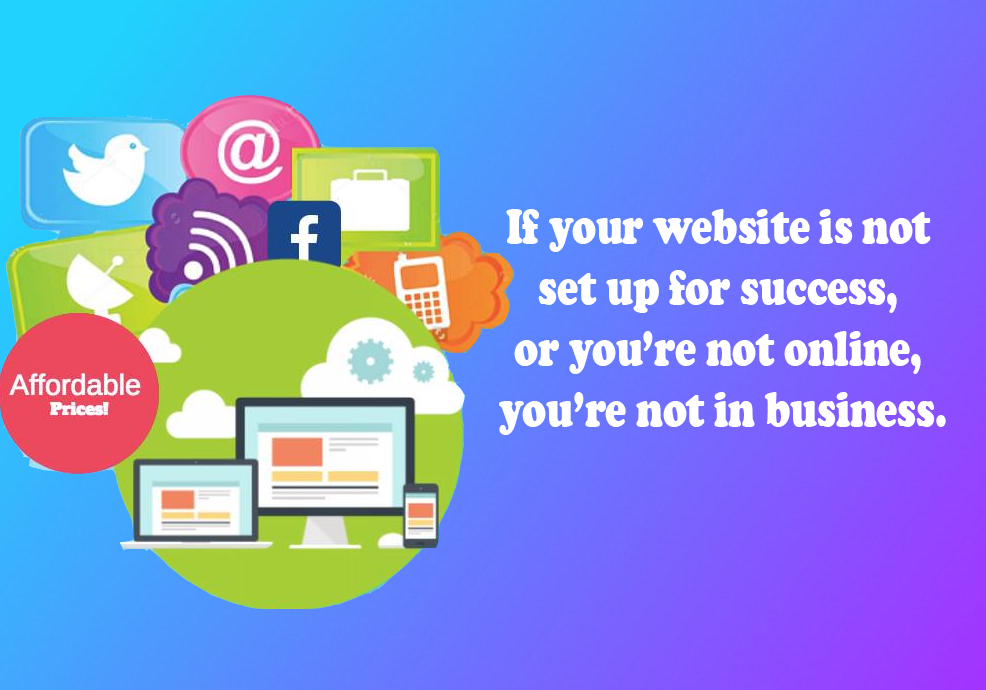 Affordable
Prices!
If your website is not
set up for success,
or you’re not online,
you’re not in business.